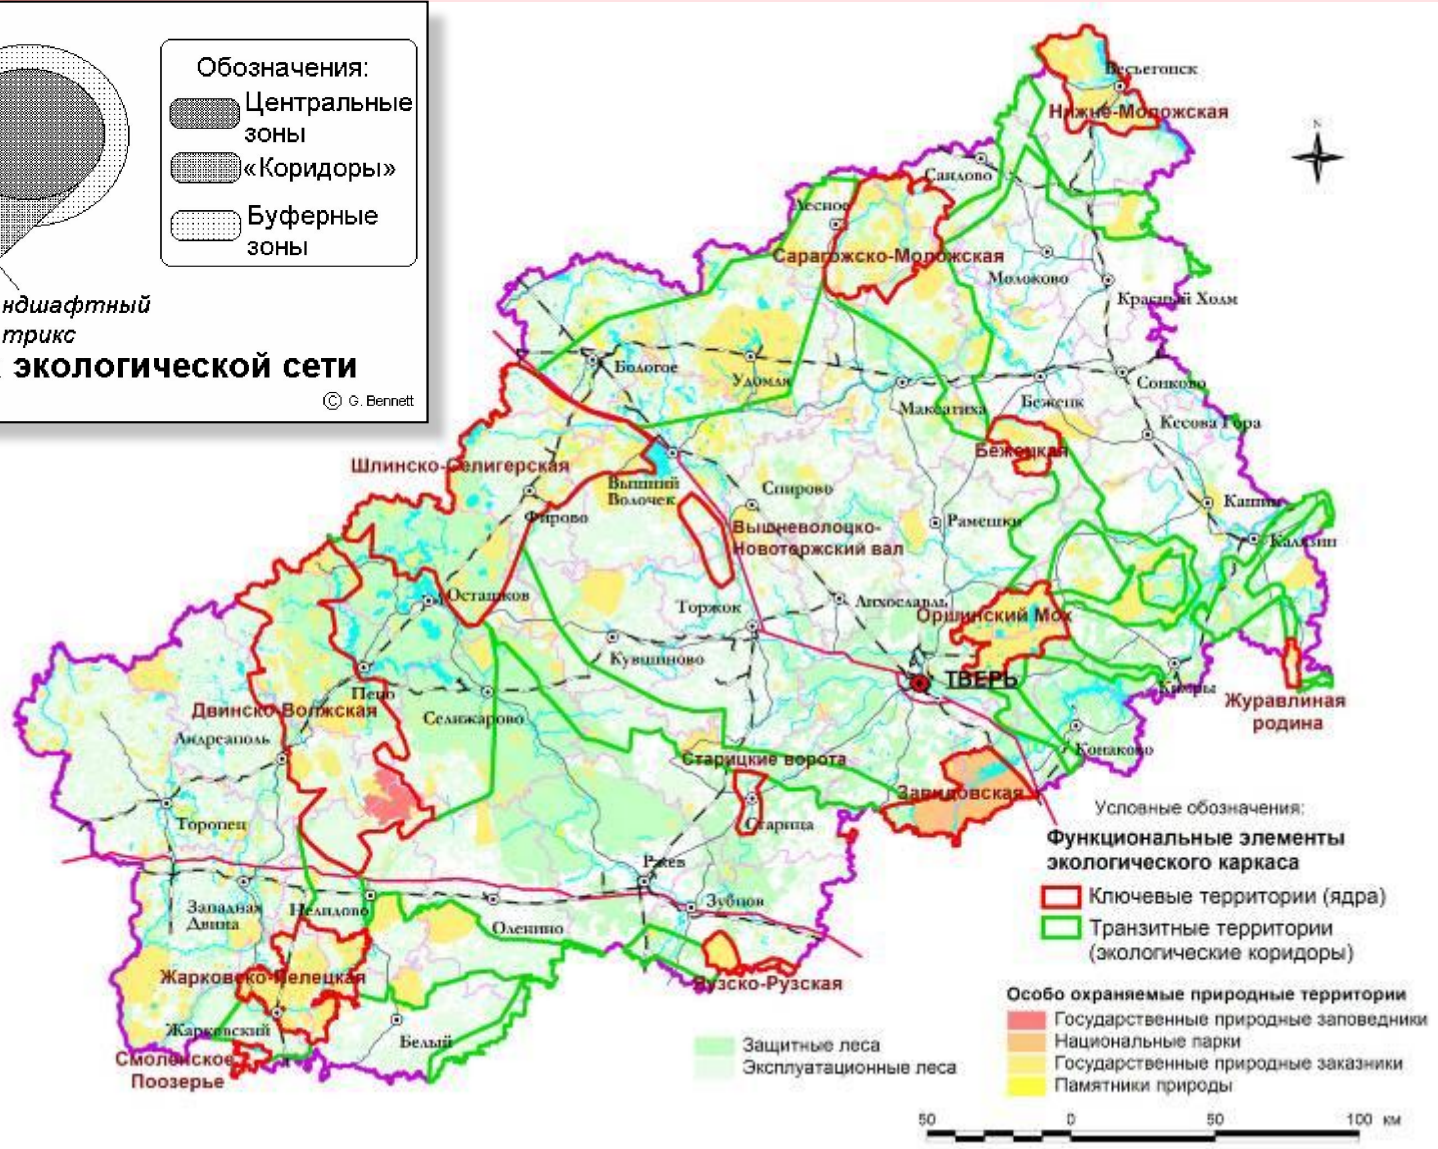 Обозначения:
Центральные
зоны
«Коридоры»
Буферные
зоны
ндшафтный
трикс
экологической сети
© G. Bennett
N
Весьегонск
Нижне-Моложская
Сандово
Лесное
Сарагожско-Моложская
Молоково
Красный Холм
Бологое
Удомля
Максатиха
Бежецк
Сонково
Кесова Гора
Бежецкая
Шлинско-Селигерская
Вышний
Волочек
Спирово
Фирово
Вышневолоцко-
Новоторжский вал
Рамешки
Кашин
Калязин
Осташков
Торжок
Лихославль
Оршинский Мох
Кувшиново
ТВЕРЬ
Кимры
Журавлиная
родина
Пено
Двинско-Волжская
Селижарово
Андреаполь
Конаково
Старицкие ворота
Завидовская
Старица
Торопец
Ржев
Зубцов
Западная
Двина
Нелидово
Оленино
Жарковско-Пелецкая
Яузско-Рузская
Жарковский
Белый
Смоленское
Поозерье
Условные обозначения:
Функциональные элементы
экологического каркаса
Ключевые территории (ядра)
Транзитные территории
(экологические коридоры)
Особо охраняемые природные территории
Государственные природные заповедники
Национальные парки
Государственные природные заказники
Памятники природы
Защитные леса
Эксплуатационные леса
50 0 50 100 км